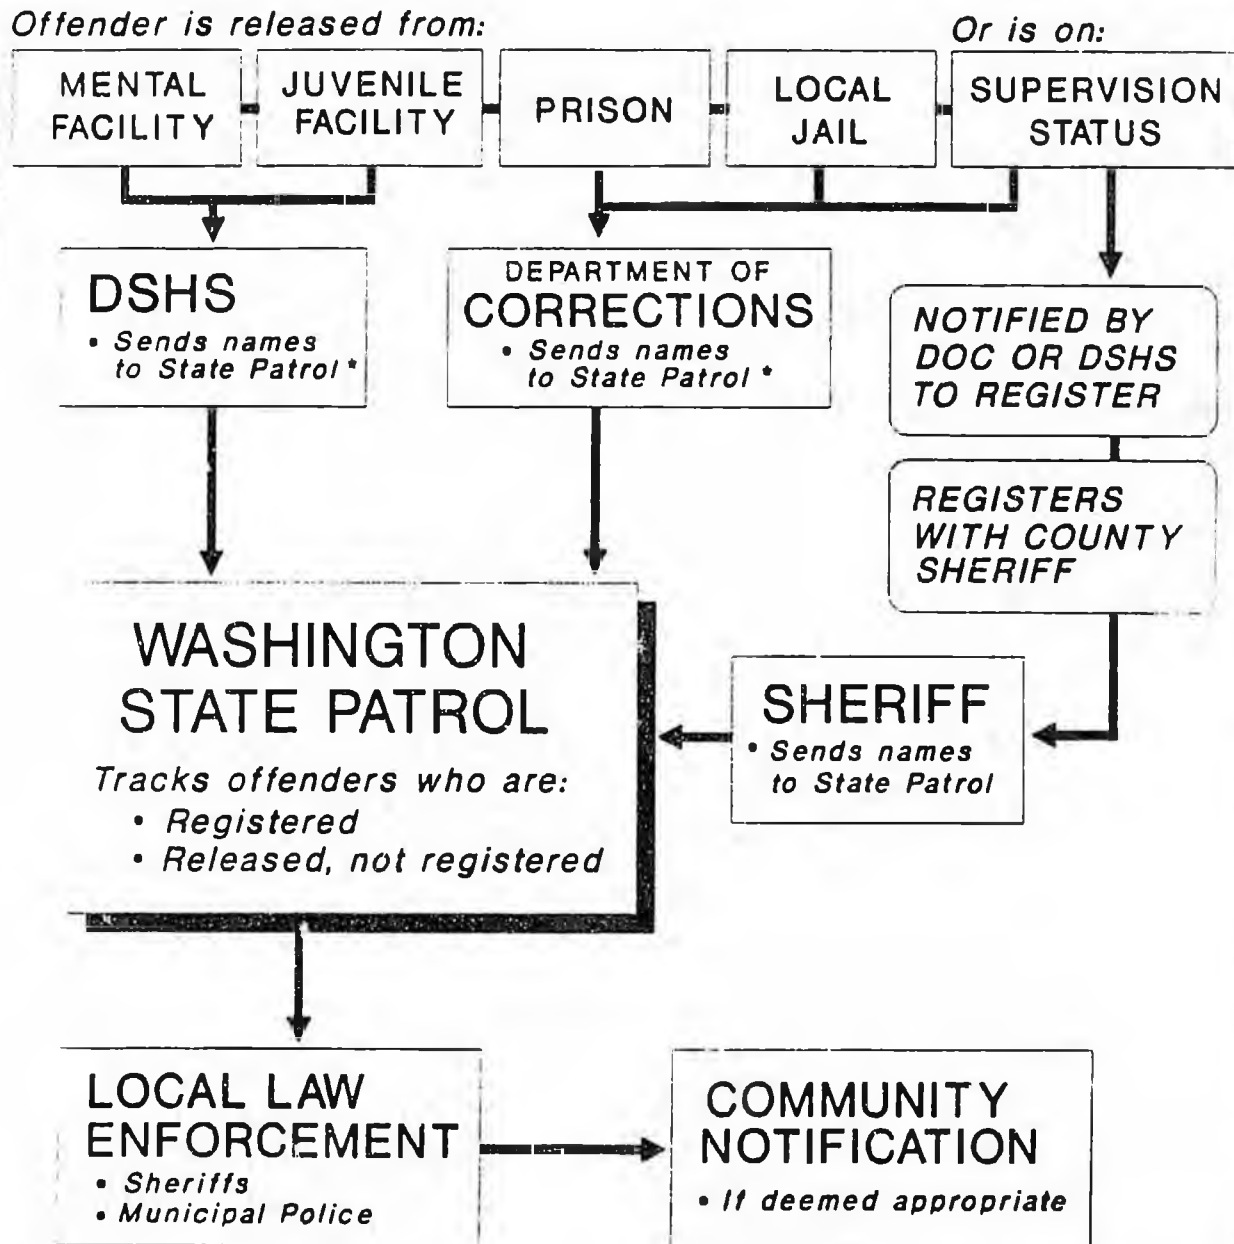 Offender is released from:
Or is on:
MENTAL
FACILITY
JUVENILE
FACILITY
PRISON
LOCAL
JAIL
SUPERVISION
STATUS
DSHS
• Sends names
to State Patrol*
DEPARTMENT OF
CORRECTIONS
• Sends names
to State Patrol*
NOTIFIED BY
DOC OR DSHS
TO REGISTER
REGISTERS
WITH COUNTY
SHERIFF
WASHINGTON
STATE PATROL
Tracks offenders who are:
• Registered
• Released, not registered
SHERIFF
• Sends names
to State Patrol
LOCAL LAW
ENFORCEMENT
• Sheriffs
• Municipal Police
COMMUNITY
NOTIFICATION
• If deemed appropriate